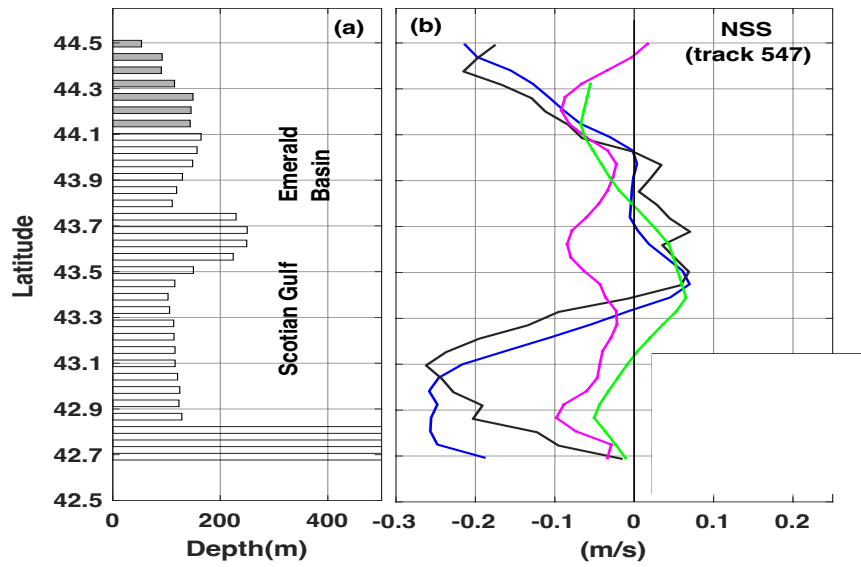 (a)
(b)
NSS
(track 547)
44.5
44.3
44.1
43.9
43.7
43.5
43.3
43.1
42.9
42.7
42.5
Latitude
Emerald
Basin
Scotian Gulf
0
200
400
-0.3
-0.2
-0.1
0
0.1
0.2
Depth(m)
(m/s)